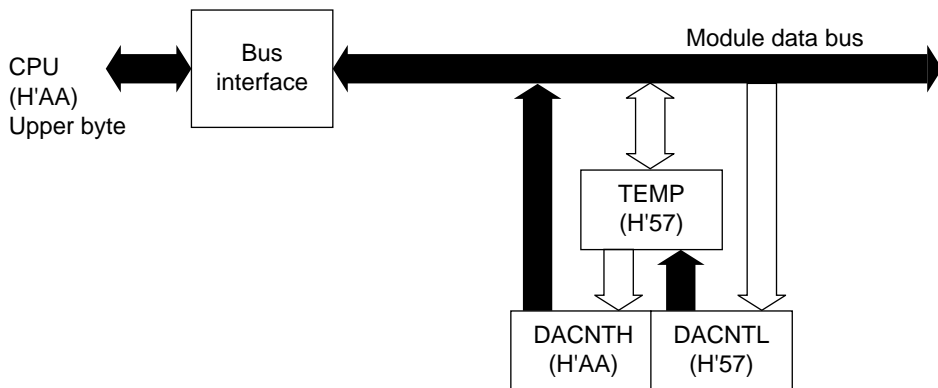 CPU
(H'AA)
Upper byte
Bus
interface
Module data bus
TEMP
(H'57)
DACNTH
(H'AA)
DACNTL
(H'57)